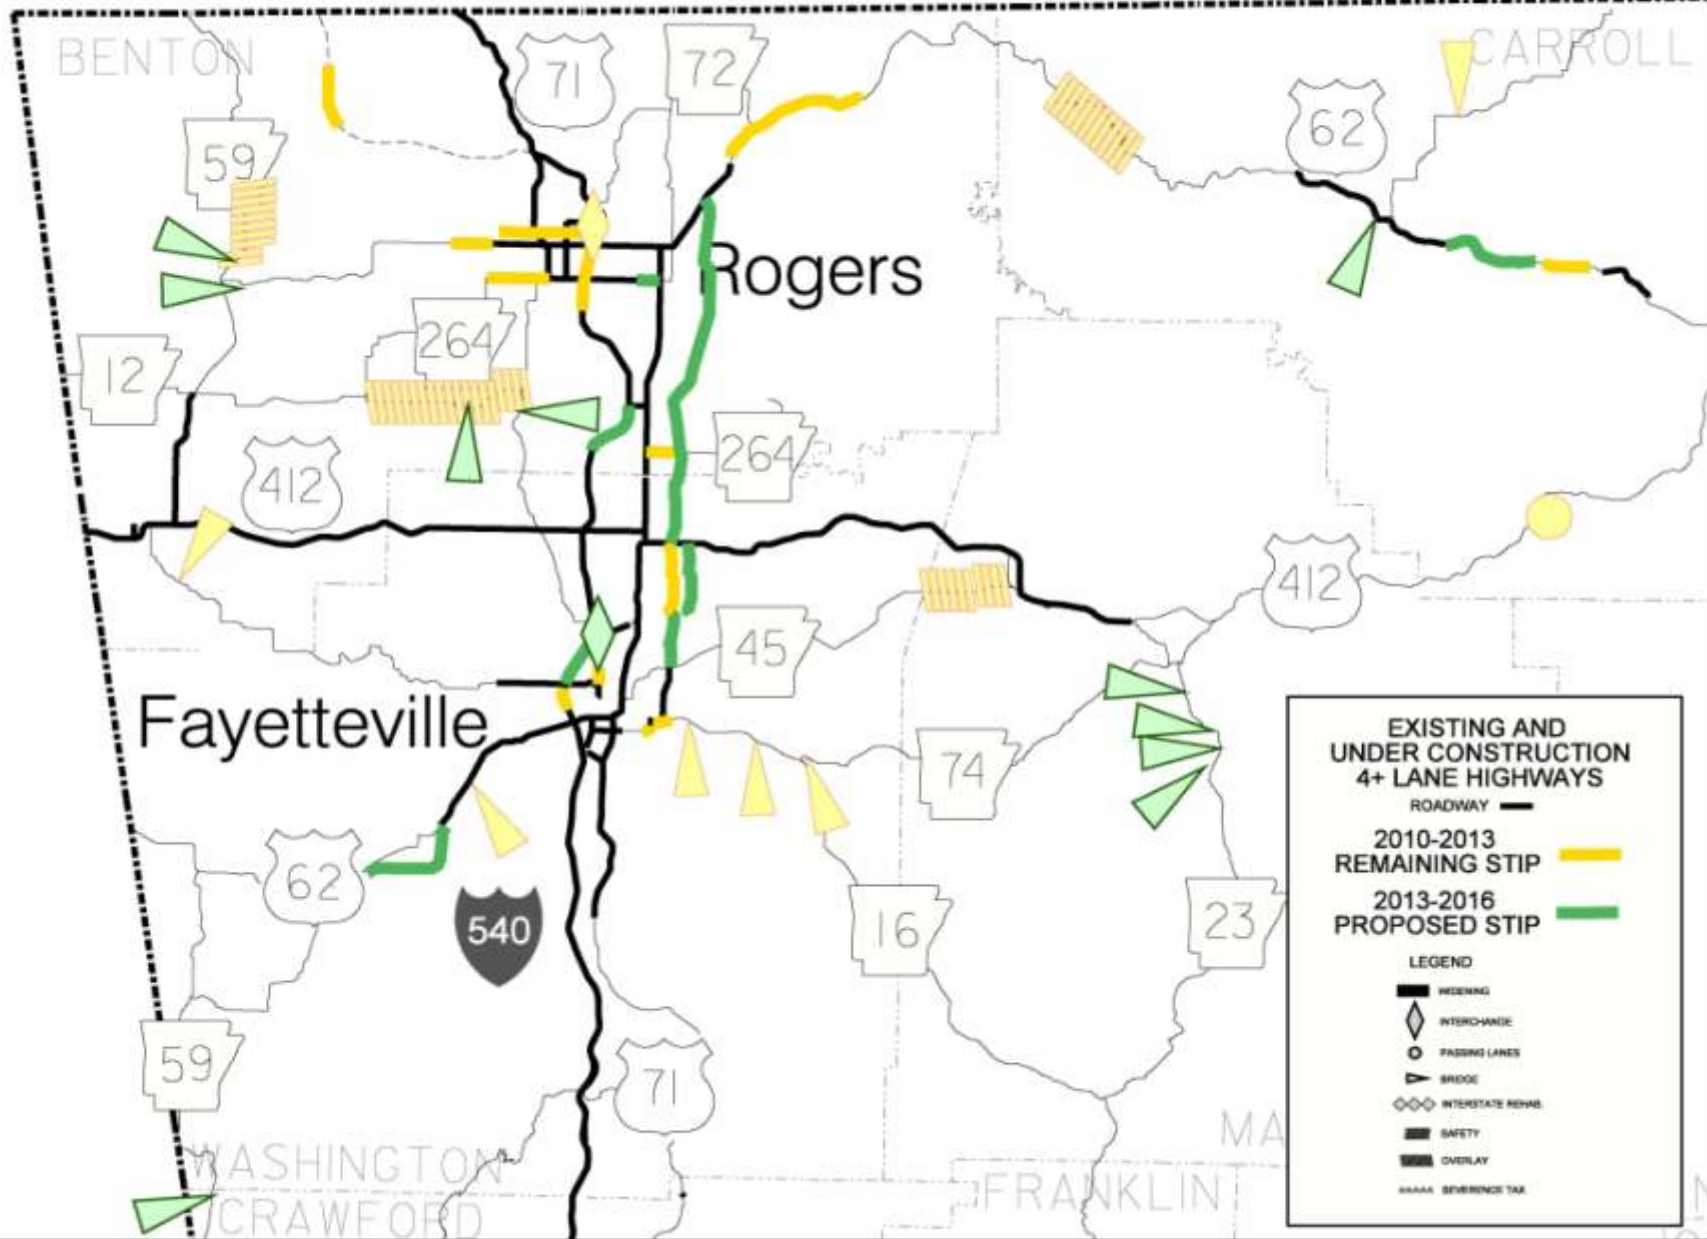 BENTON
71
72
CARROLL
62
59
Rogers
264
12
412
264
412
45
Fayetteville
74
62
540
16
23
59
71
WASHINGTON
CRAWFORD
FRANKLIN
MA
EXISTING AND
UNDER CONSTRUCTION
4+ LANE HIGHWAYS
ROADWAY
2010-2013
REMAINING STIP
2013-2016
PROPOSED STIP
LEGEND
WIDENING
INTERCHANGE
PASSING LANES
BRIDGE
INTERSTATE REHAB.
SAFETY
OVERLAY
SEVERENCE TAX